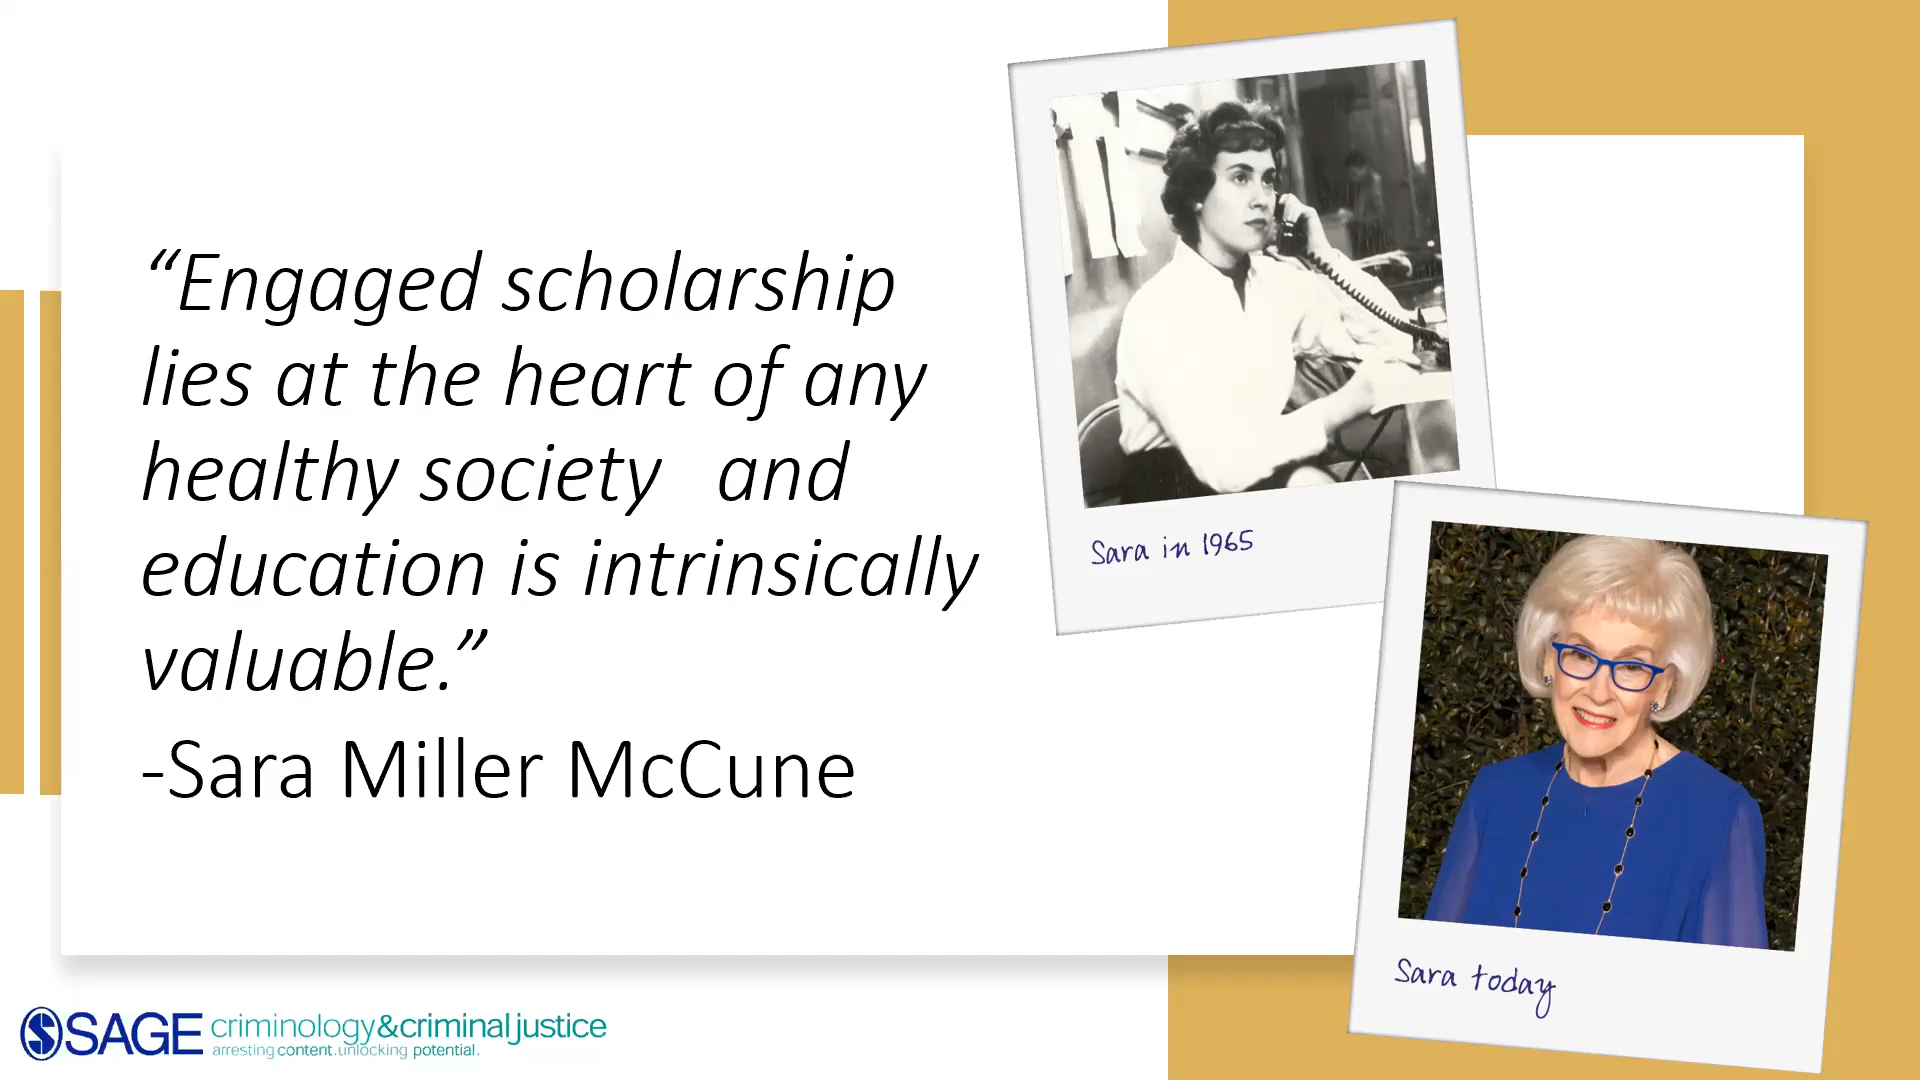 “Engaged scholarship
lies at the heart of any
healthy society and
education is intrinsically
valuable.”
-Sara Miller McCune
Sara in 1965
Sara today
SAGE criminology&criminal justice
arresting content. unlocking potential.